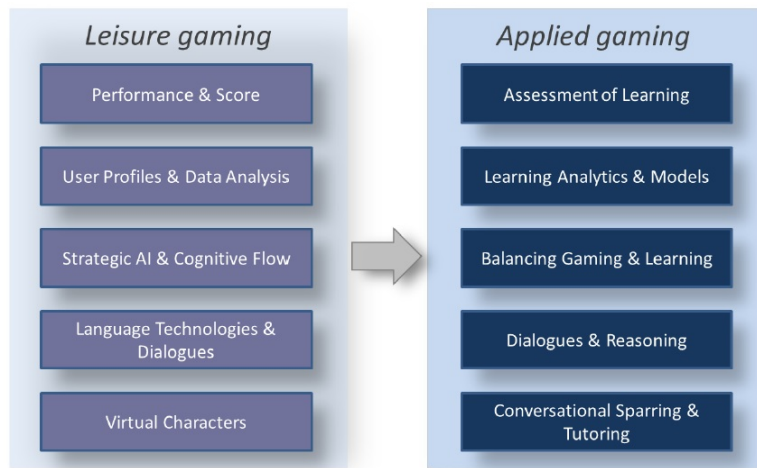 Leisure gaming
Performance & Score
User Profiles & Data Analysis
Strategic AI & Cognitive Flow
Language Technologies &
Dialogues
Virtual Characters
Applied gaming
Assessment of Learning
Learning Analytics & Models
Balancing Gaming & Learning
Dialogues & Reasoning
Conversational Sparring &
Tutoring